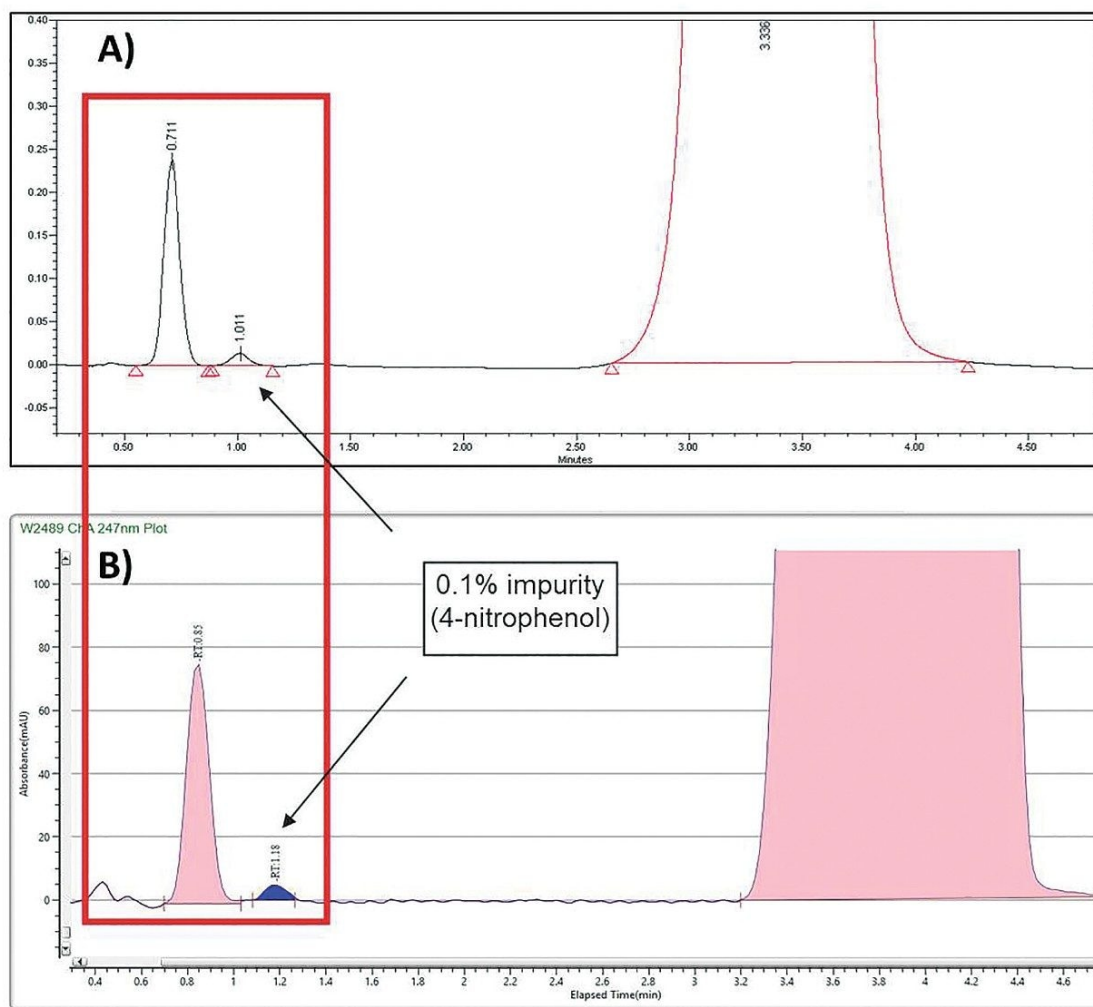 A)
0.40
0.35
0.30
0.25
0.20
0.15
0.10
0.05
0.00
-0.05
0.711
1.011
3.336
0.50 1.00 1.50 2.00 2.50 3.00 3.50 4.00 4.50
Minutes
W2489 ChA 247nm Plot
B)
0.1% impurity
(4-nitrophenol)
Absorbance(mAU)
100
80
60
40
20
0
-RT:0.85
-RT:1.18
0.4 0.6 0.8 1 1.2 1.4 1.6 1.8 2 2.2 2.4 2.6 2.8 3 3.2 3.4 3.6 3.8 4 4.2 4.4 4.6
Elapsed Time(min)